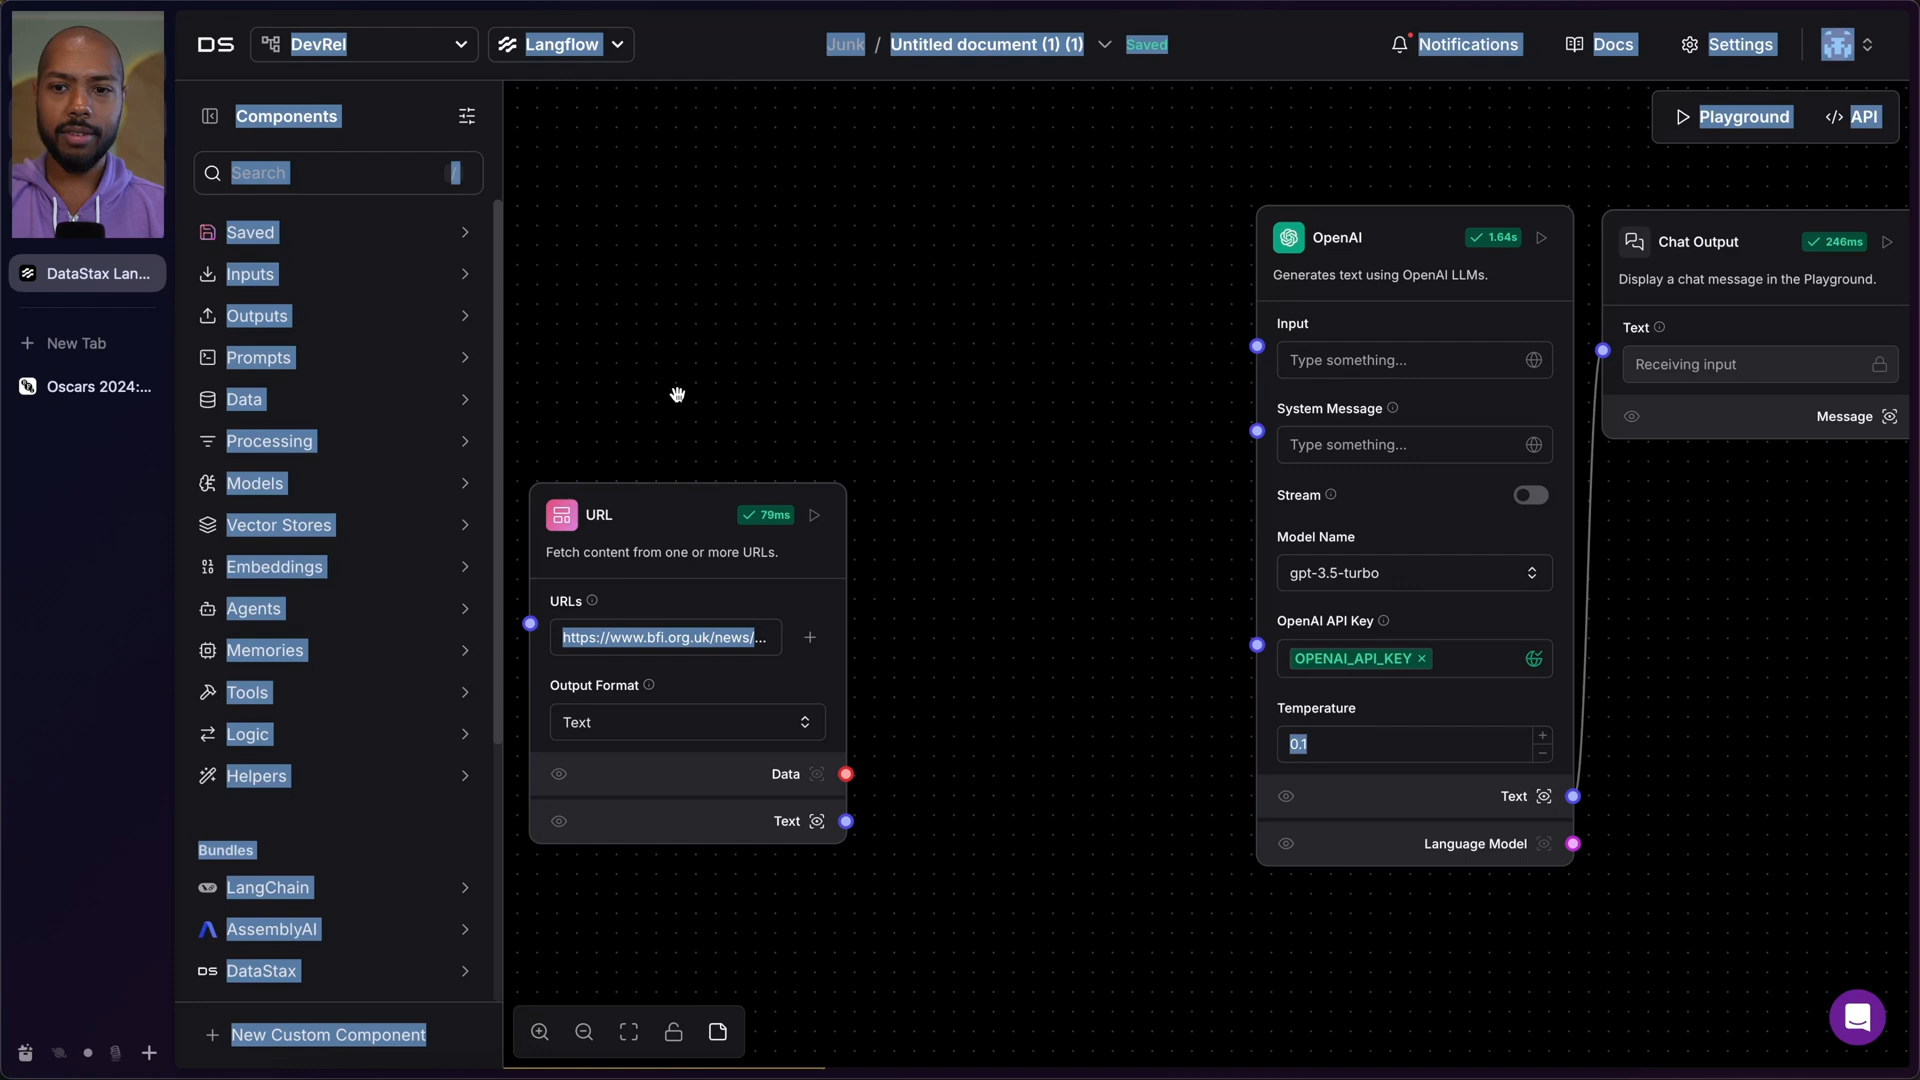 DS
DevRel
Langflow
Junk / Untitled document (1) (1)
Saved
Notifications
Docs
Settings
DataStax Lan...
New Tab
Oscars 2024:...
Components
Search /
Saved
Inputs
Outputs
Prompts
Data
Processing
Models
Vector Stores
Embeddings
Agents
Memories
Tools
Logic
Helpers
Bundles
LangChain
AssemblyAI
DS DataStax
New Custom Component
Playground
</> API
URL
79ms
Fetch content from one or more URLs.
URLs
https://www.bfi.org.uk/news/...
Output Format
Text
Data
Text
OpenAI
1.64s
Generates text using OpenAI LLMs.
Input
Type something...
System Message
Type something...
Stream
Model Name
gpt-3.5-turbo
OpenAI API Key
OPENAI_API_KEY ×
Temperature
0.1
Text
Language Model
Chat Output
246ms
Display a chat message in the Playground.
Text
Receiving input
Message